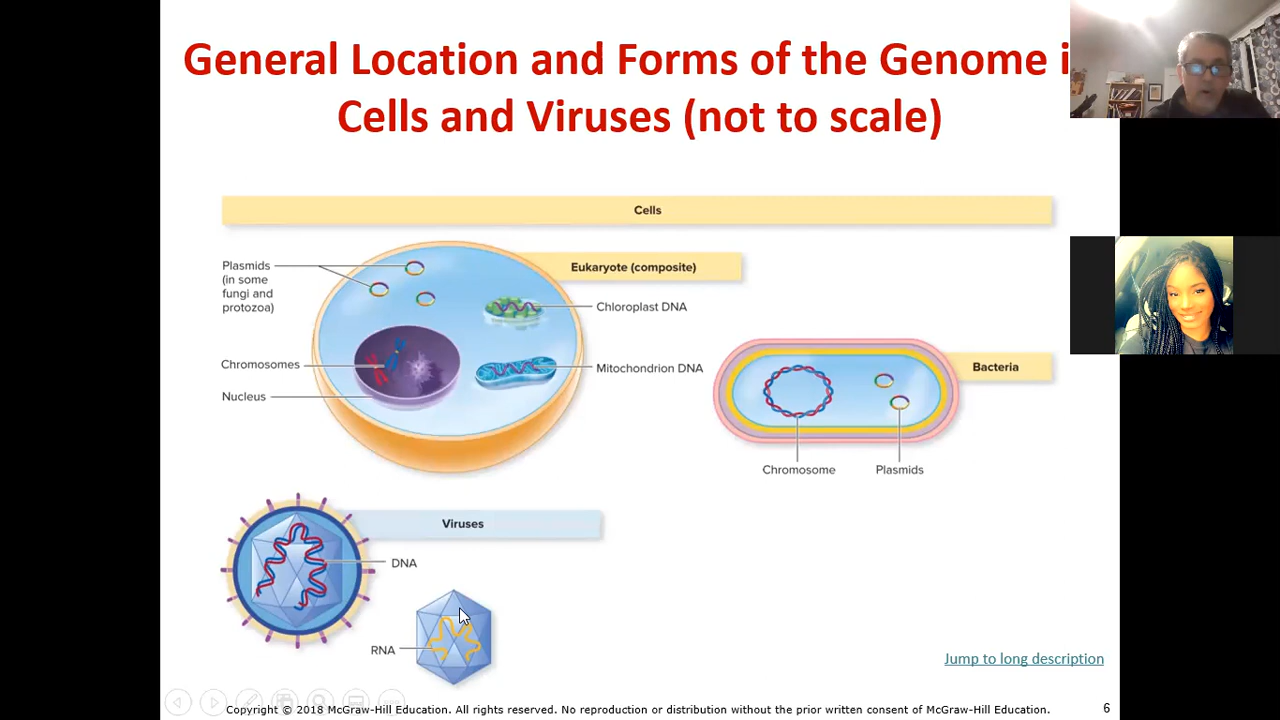 General Location and Forms of the Genome i
Cells and Viruses (not to scale)
Cells
Eukaryote (composite)
Plasmids
(in some
fungi and
protozoa)
Chloroplast DNA
Chromosomes
Mitochondrion DNA
Nucleus
Bacteria
Chromosome
Plasmids
Viruses
DNA
RNA
Jump to long description
Copyright © 2018 McGraw-Hill Education. All rights reserved. No reproduction or distribution without the prior written consent of McGraw-Hill Education.
6